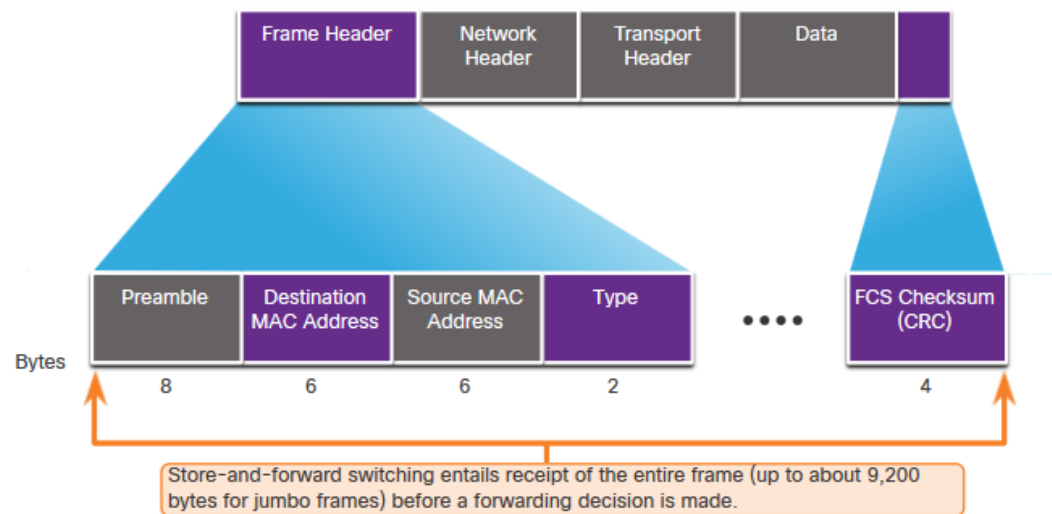 Frame Header
Network
Header
Transport
Header
Data
Preamble
Destination
MAC Address
Source MAC
Address
Type
••••
FCS Checksum
(CRC)
Bytes
8
6
6
2
4
Store-and-forward switching entails receipt of the entire frame (up to about 9,200
bytes for jumbo frames) before a forwarding decision is made.